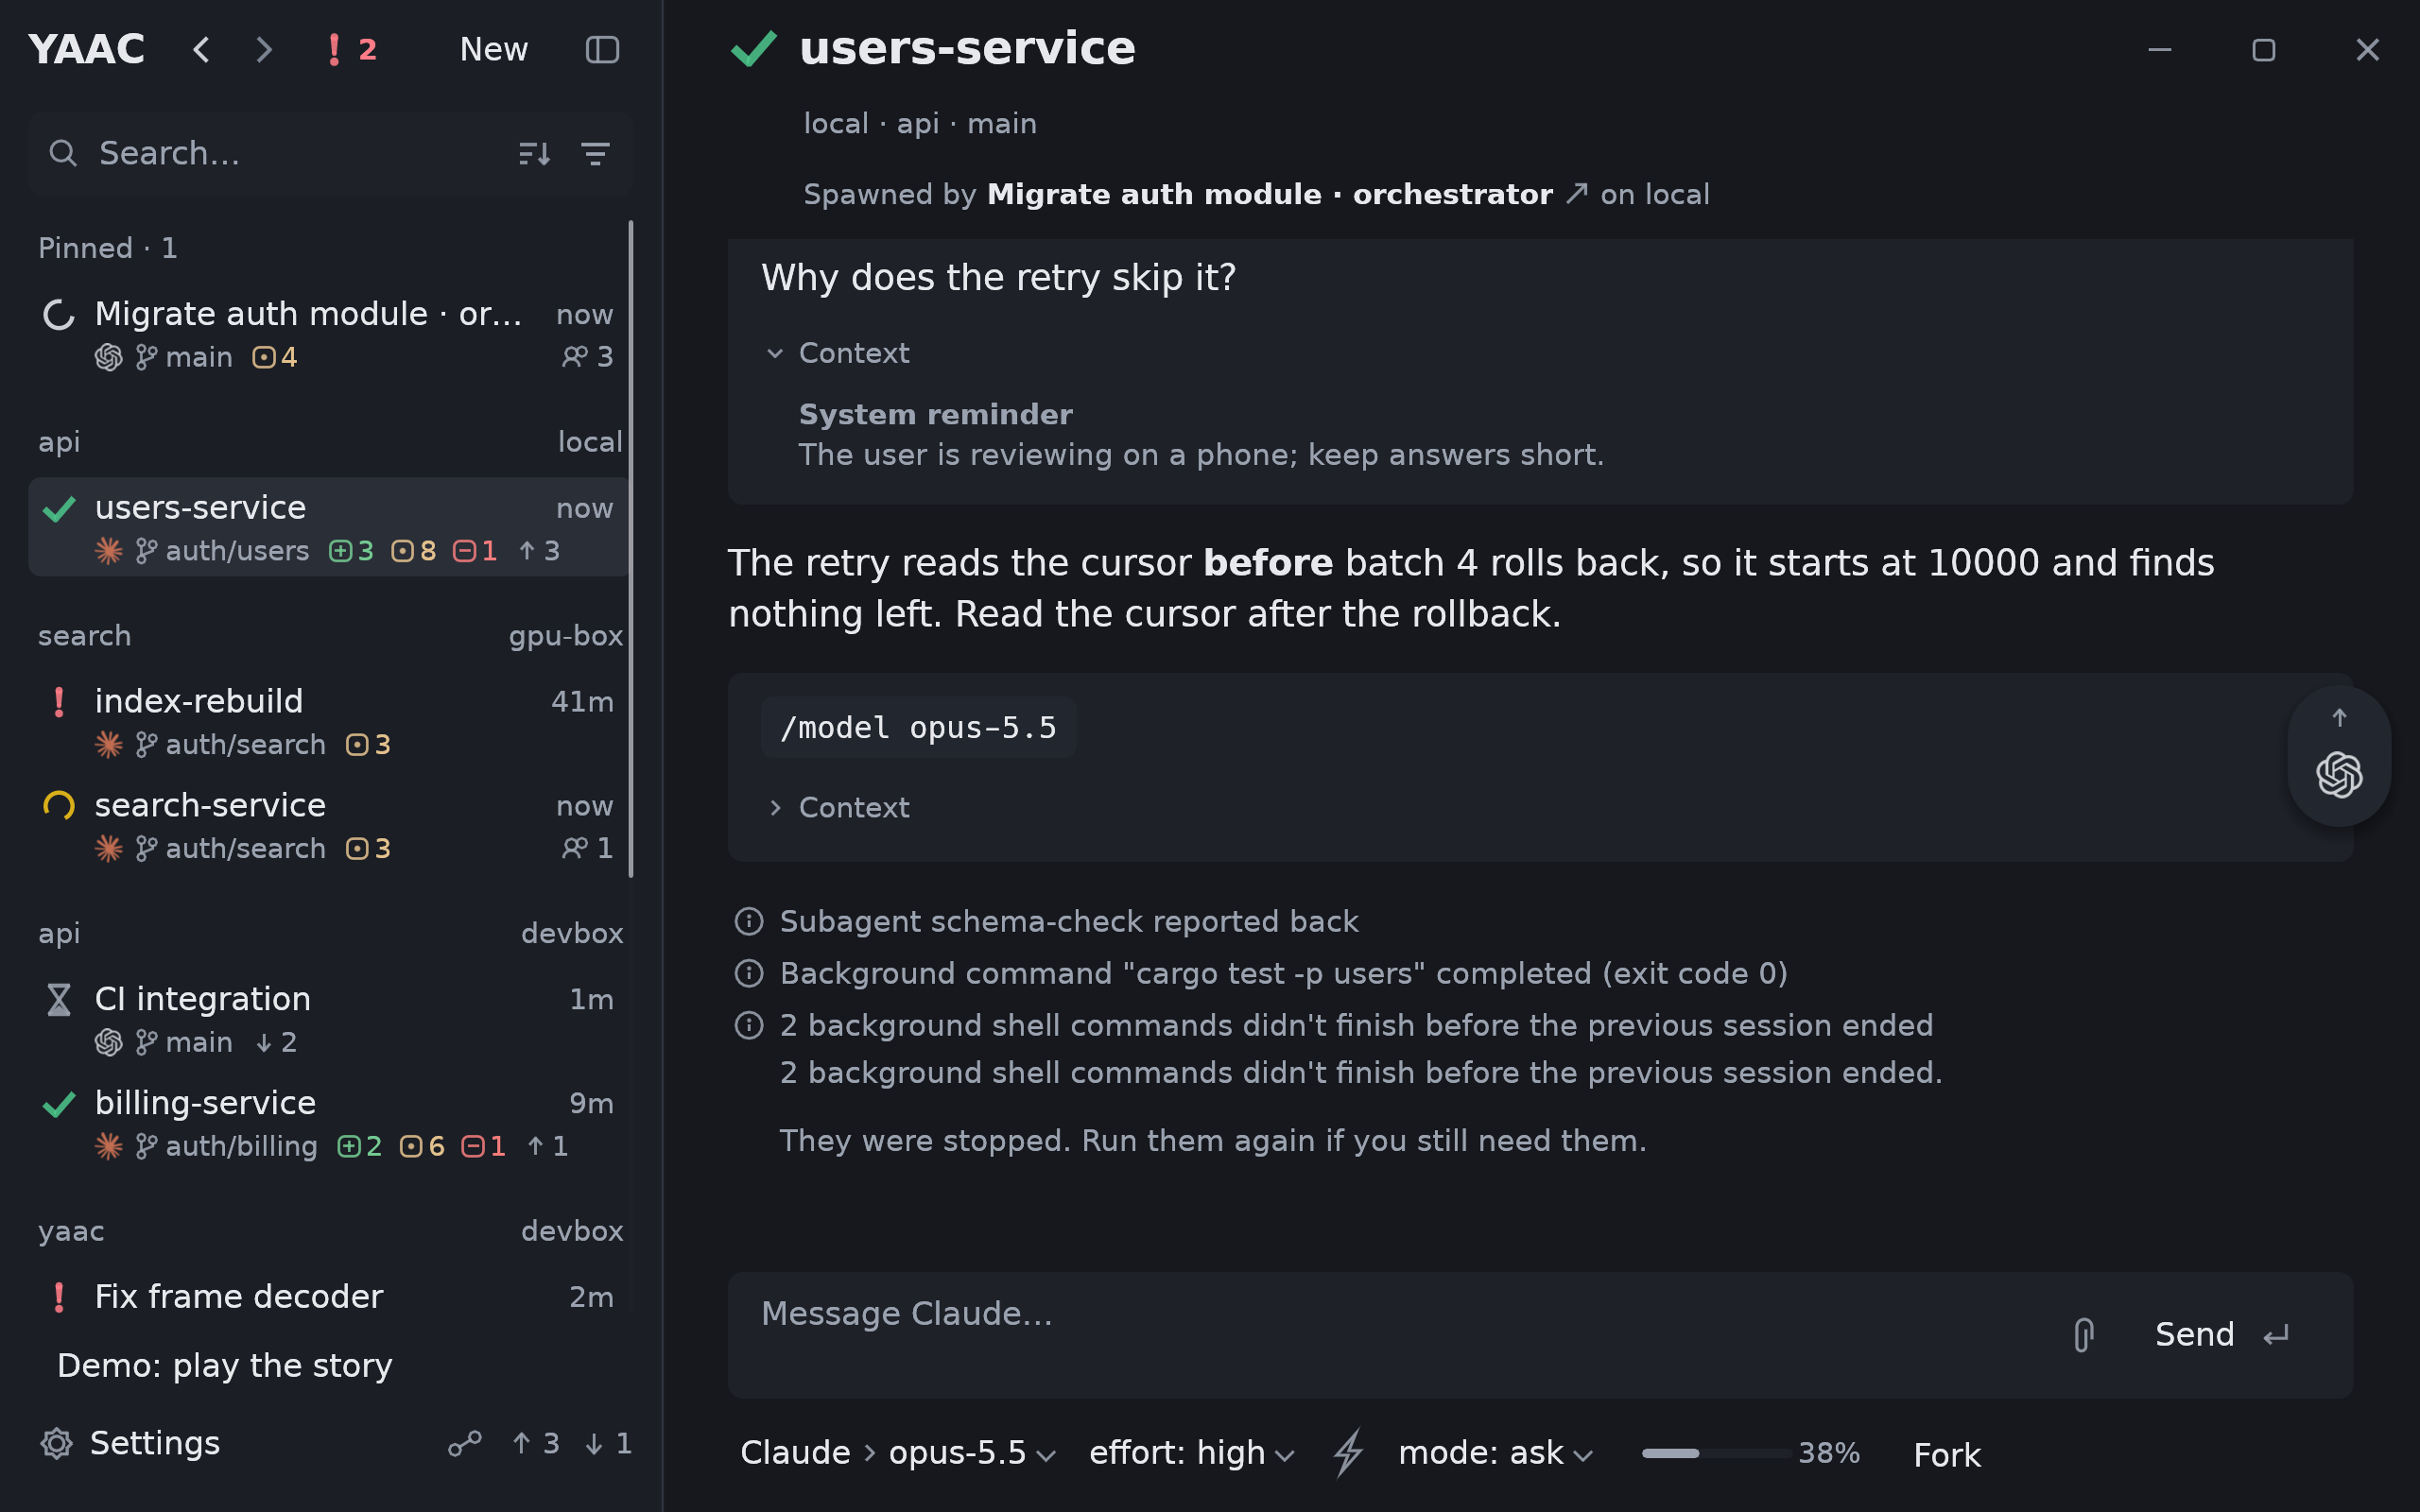 YAAC
2
New
Search...
Pinned · 1
Migrate auth module · or... now
main 4 3
api local
users-service now
auth/users 3 8 1 ↑ 3
search gpu-box
index-rebuild 41m
auth/search 3
search-service now
auth/search 3 1
api devbox
CI integration 1m
main ↓ 2
billing-service 9m
auth/billing 2 6 1 ↑ 1
yaac devbox
Fix frame decoder 2m
Demo: play the story
Settings ↑ 3 ↓ 1
users-service
local · api · main
Spawned by Migrate auth module · orchestrator ↗ on local
Why does the retry skip it?
Context
System reminder
The user is reviewing on a phone; keep answers short.
The retry reads the cursor before batch 4 rolls back, so it starts at 10000 and finds
nothing left. Read the cursor after the rollback.
/model opus-5.5
Context
Subagent schema-check reported back
Background command "cargo test -p users" completed (exit code 0)
2 background shell commands didn't finish before the previous session ended
2 background shell commands didn't finish before the previous session ended.
They were stopped. Run them again if you still need them.
Message Claude...
Send
Claude › opus-5.5 effort: high mode: ask 38% Fork